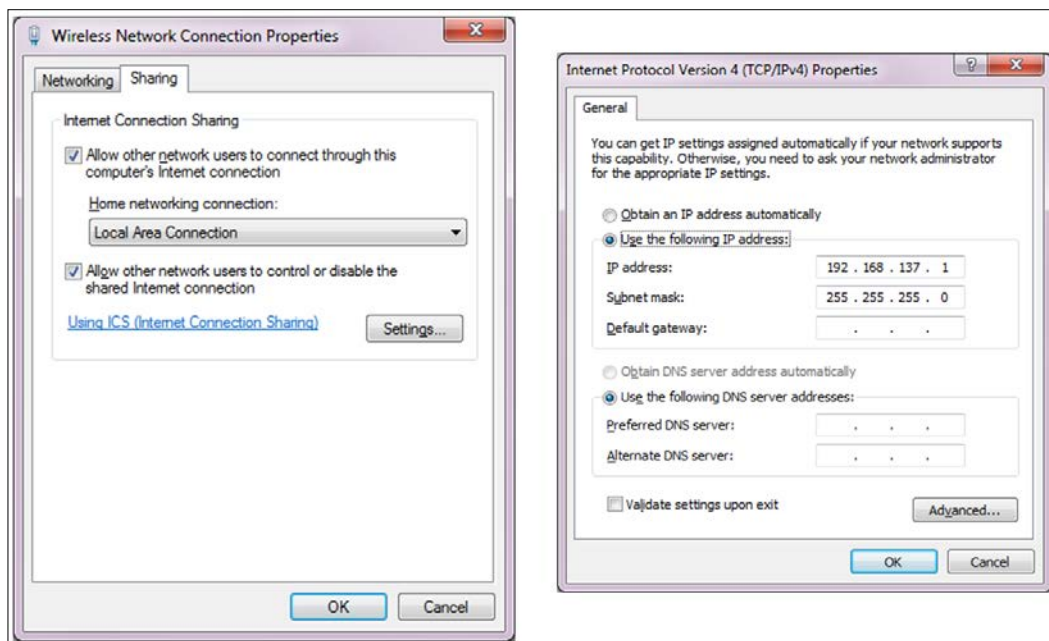 Wireless Network Connection Properties
Networking
Sharing
Internet Connection Sharing
Allow other network users to connect through this
computer's Internet connection
Home networking connection:
Local Area Connection
Allow other network users to control or disable the
shared Internet connection
Using ICS (Internet Connection Sharing)
Settings...
OK
Cancel
Internet Protocol Version 4 (TCP/IPv4) Properties
General
You can get IP settings assigned automatically if your network supports
this capability. Otherwise, you need to ask your network administrator
for the appropriate IP settings.
Obtain an IP address automatically
Use the following IP address:
IP address: 192 . 168 . 137 . 1
Subnet mask: 255 . 255 . 255 . 0
Default gateway: . . .
Obtain DNS server address automatically
Use the following DNS server addresses:
Preferred DNS server: . . .
Alternate DNS server: . . .
Validate settings upon exit
Advanced...
OK
Cancel